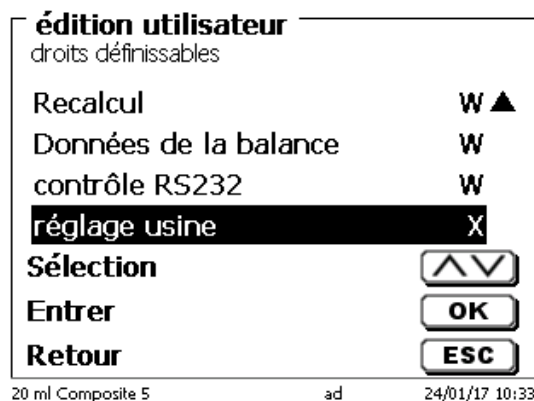 édition utilisateur
droits définissables
Recalcul W
Données de la balance W
contrôle RS232 W
réglage usine X
Sélection
Entrer OK
Retour ESC
20 ml Composite 5 ad 24/01/17 10:33